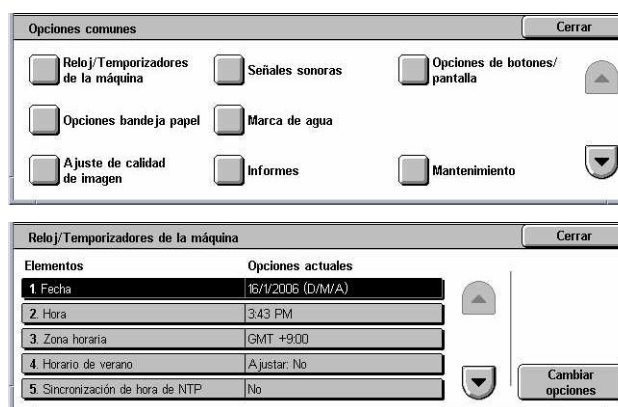 Opciones comunes Cerrar
Reloj/Temporizadores
de la máquina
Señales sonoras
Opciones de botones/
pantalla
Opciones bandeja papel
Marca de agua
Ajuste de calidad
de imagen
Informes
Mantenimiento
Reloj/Temporizadores de la máquina Cerrar
Elementos Opciones actuales
1. Fecha 16/1/2006 (D/M/A)
2. Hora 3:43 PM
3. Zona horaria GMT +9:00
4. Horario de verano Ajustar: No
5. Sincronización de hora de NTP No
Cambiar
opciones